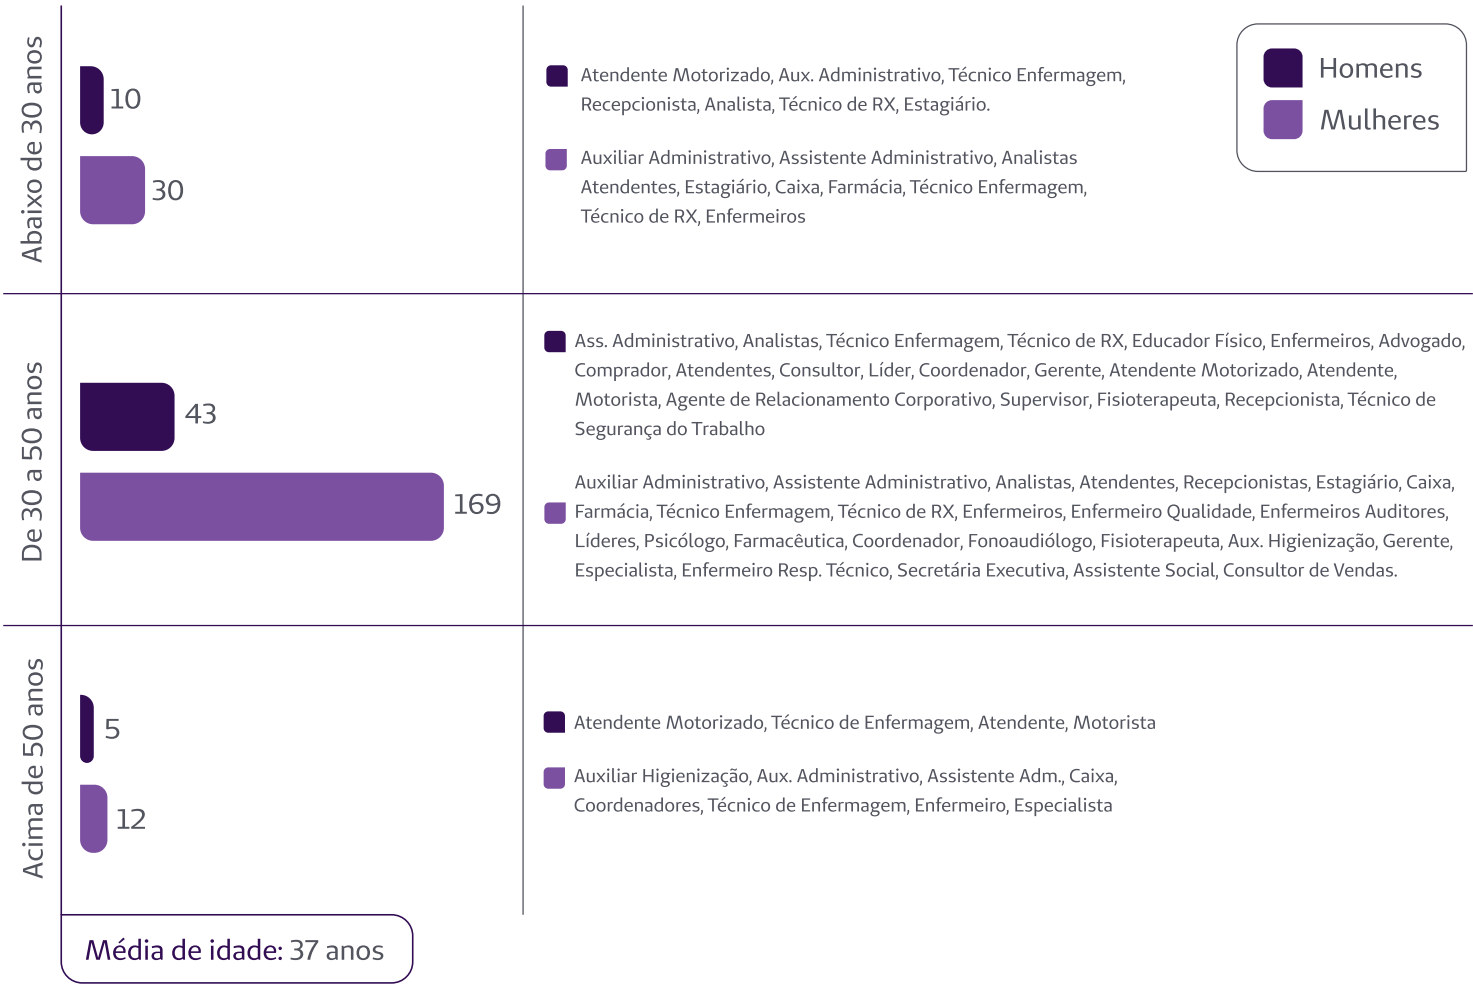 Homens
Mulheres
Abaixo de 30 anos
10
30
Atendente Motorizado, Aux. Administrativo, Técnico Enfermagem,
Recepcionista, Analista, Técnico de RX, Estagiário.
Auxiliar Administrativo, Assistente Administrativo, Analistas
Atendentes, Estagiário, Caixa, Farmácia, Técnico Enfermagem,
Técnico de RX, Enfermeiros
De 30 a 50 anos
43
169
Ass. Administrativo, Analistas, Técnico Enfermagem, Técnico de RX, Educador Físico, Enfermeiros, Advogado,
Comprador, Atendentes, Consultor, Líder, Coordenador, Gerente, Atendente Motorizado, Atendente,
Motorista, Agente de Relacionamento Corporativo, Supervisor, Fisioterapeuta, Recepcionista, Técnico de
Segurança do Trabalho
Auxiliar Administrativo, Assistente Administrativo, Analistas, Atendentes, Recepcionistas, Estagiário, Caixa,
Farmácia, Técnico Enfermagem, Técnico de RX, Enfermeiros, Enfermeiro Qualidade, Enfermeiros Auditores,
Líderes, Psicólogo, Farmacêutica, Coordenador, Fonoaudiólogo, Fisioterapeuta, Aux. Higienização, Gerente,
Especialista, Enfermeiro Resp. Técnico, Secretária Executiva, Assistente Social, Consultor de Vendas.
Acima de 50 anos
5
12
Atendente Motorizado, Técnico de Enfermagem, Atendente, Motorista
Auxiliar Higienização, Aux. Administrativo, Assistente Adm., Caixa,
Coordenadores, Técnico de Enfermagem, Enfermeiro, Especialista
Média de idade: 37 anos